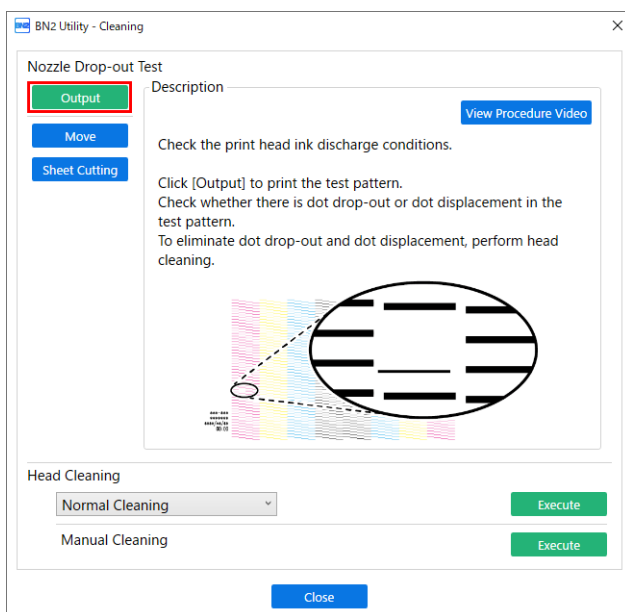 BN2 Utility - Cleaning
Nozzle Drop-out Test
Output
Move
Sheet Cutting
Description
View Procedure Video
Check the print head ink discharge conditions.
Click [Output] to print the test pattern.
Check whether there is dot drop-out or dot displacement in the
test pattern.
To eliminate dot drop-out and dot displacement, perform head
cleaning.
Head Cleaning
Normal Cleaning
Execute
Manual Cleaning
Execute
Close